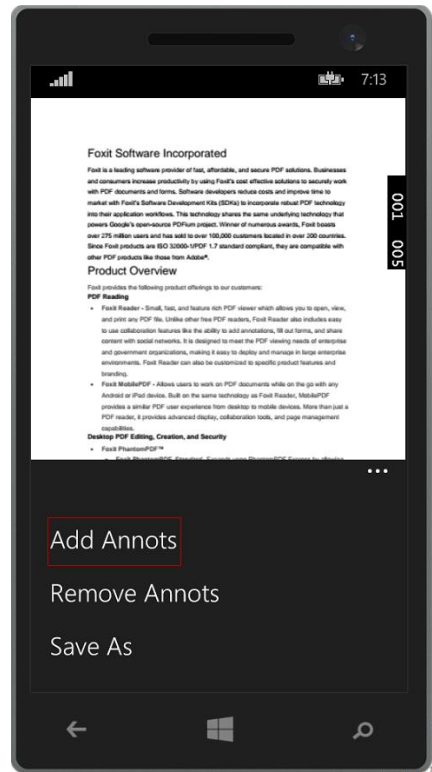 7:13
Foxit Software Incorporated
Foxit is a leading software provider of fast, affordable, and secure PDF solutions. Businesses
and consumers increase productivity by using Foxit's cost effective solutions to securely work
with PDF documents and forms. Software developers reduce costs and improve time to
market with Foxit's Software Development Kits (SDKs) to incorporate robust PDF technology
into their application workflows. This technology shares the same underlying technology that
powers Google's open-source PDFium project. Winner of numerous awards, Foxit boasts
over 275 million users and has sold to over 100,000 customers located in over 200 countries.
Since Foxit products are ISO 32000-1/PDF 1.7 standard compliant, they are compatible with
other PDF products like those from Adobe®.
001 005
Product Overview
Foxit provides the following product offerings to our customers:
PDF Reading
• Foxit Reader - Small, fast, and feature rich PDF viewer which allows you to open, view,
and print any PDF file. Unlike other free PDF readers, Foxit Reader also includes easy
to use collaboration features like the ability to add annotations, fill out forms, and share
content with social networks. It is designed to meet the PDF viewing needs of enterprise
and government organizations, making it easy to deploy and manage in large enterprise
environments. Foxit Reader can also be customized to specific product features and
branding.
• Foxit MobilePDF - Allows users to work on PDF documents while on the go with any
Android or iPad device. Built on the same technology as Foxit Reader, MobilePDF
provides a similar PDF user experience from desktop to mobile devices. More than just a
PDF reader, it provides advanced display, collaboration tools, and page management
capabilities.
Desktop PDF Editing, Creation, and Security
• Foxit PhantomPDF™
...
Add Annots
Remove Annots
Save As